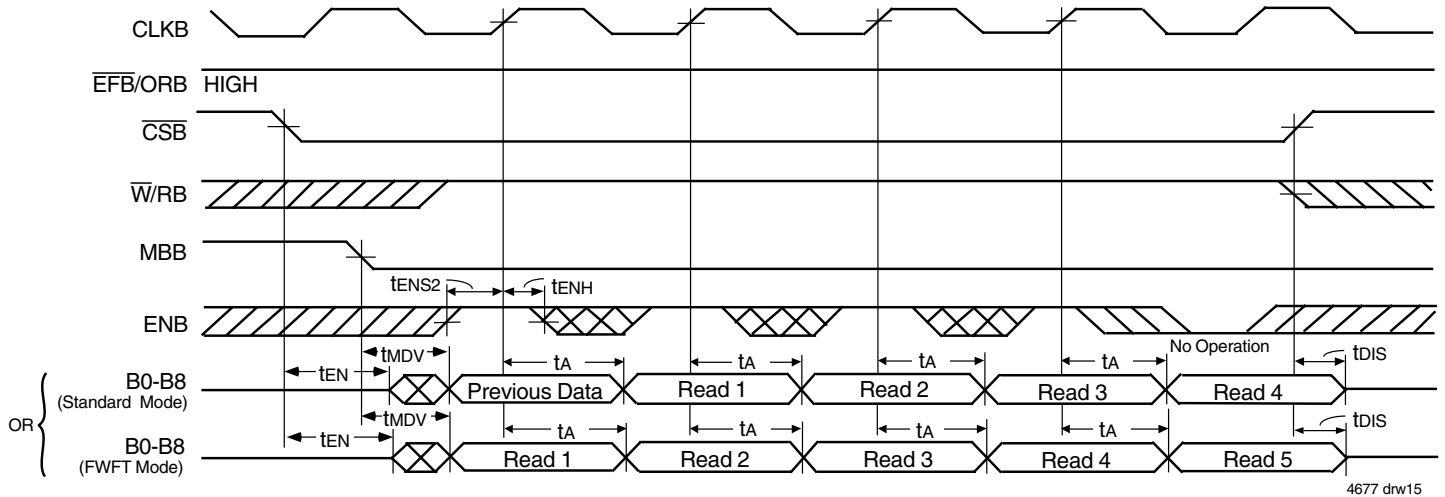 CLKB
EFB/ORB HIGH
CSB
W/RB
MBB
tENS2 tENH
ENB
No Operation
tMDV tA tA tA tA tDIS
tEN
B0-B8
(Standard Mode)
Previous Data Read 1 Read 2 Read 3 Read 4
OR
tMDV tA tA tA tA tDIS
tEN
B0-B8
(FWFT Mode)
Read 1 Read 2 Read 3 Read 4 Read 5
4677 drw15